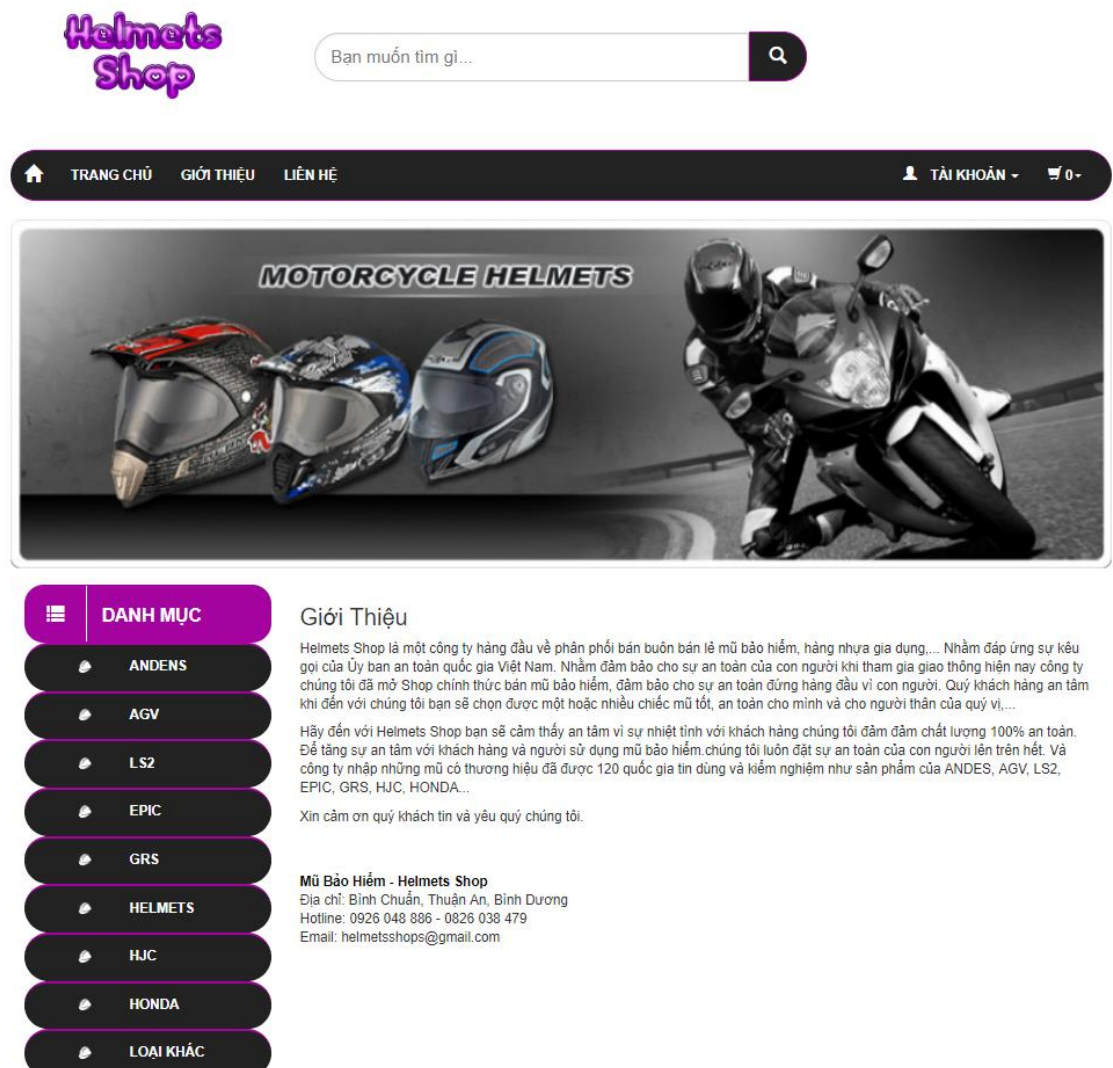 Helmets
Shop
Bạn muốn tìm gì...
TRANG CHỦ GIỚI THIỆU LIÊN HỆ TÀI KHOẢN 0
MOTORCYCLE HELMETS
DANH MỤC
ANDENS
AGV
LS2
EPIC
GRS
HELMETS
HJC
HONDA
LOẠI KHÁC
Giới Thiệu
Helmets Shop là một công ty hàng đầu về phân phối bán buôn bán lẻ mũ bảo hiểm, hàng nhựa gia dụng,... Nhằm đáp ứng sự kêu
gọi của Ủy ban an toàn quốc gia Việt Nam. Nhằm đảm bảo cho sự an toàn của con người khi tham gia giao thông hiện nay công ty
chúng tôi đã mở Shop chính thức bán mũ bảo hiểm, đảm bảo cho sự an toàn đứng hàng đầu vì con người. Quý khách hàng an tâm
khi đến với chúng tôi bạn sẽ chọn được một hoặc nhiều chiếc mũ tốt, an toàn cho mình và cho người thân của quý vị,...
Hãy đến với Helmets Shop bạn sẽ cảm thấy an tâm vì sự nhiệt tình với khách hàng chúng tôi đảm đảm chất lượng 100% an toàn.
Để tăng sự an tâm với khách hàng và người sử dụng mũ bảo hiểm.chúng tôi luôn đặt sự an toàn của con người lên trên hết. Và
công ty nhập những mũ có thương hiệu đã được 120 quốc gia tin dùng và kiểm nghiệm như sản phẩm của ANDES, AGV, LS2,
EPIC, GRS, HJC, HONDA...
Xin cảm ơn quý khách tin và yêu quý chúng tôi.
Mũ Bảo Hiểm - Helmets Shop
Địa chỉ: Bình Chuẩn, Thuận An, Bình Dương
Hotline: 0926 048 886 - 0826 038 479
Email: helmetsshops@gmail.com